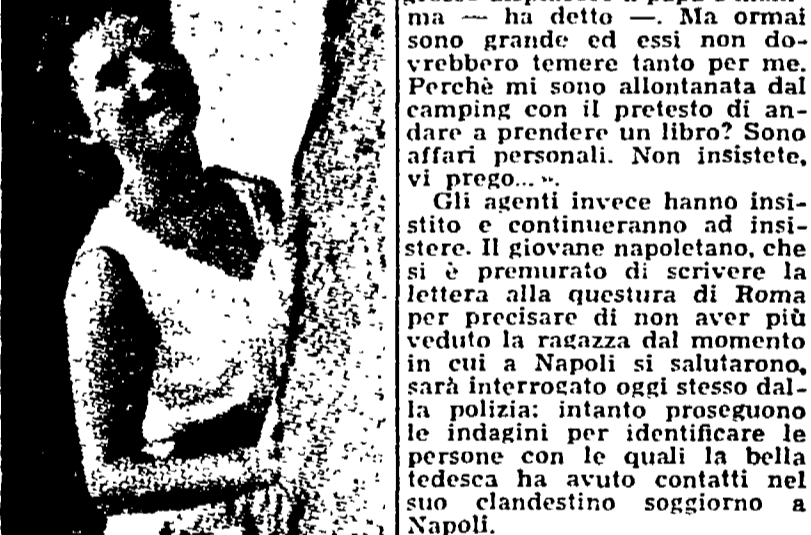 ma — ha detto —. Ma ormai
sono grande ed essi non do-
vrebbero temere tanto per me.
Perchè mi sono allontanata dal
camping con il pretesto di an-
dare a prendere un libro? Sono
affari personali. Non insistete,
vi prego... ».
Gli agenti invece hanno insi-
stito e continueranno ad insi-
stere. Il giovane napoletano, che
si è premurato di scrivere la
lettera alla questura di Roma
per precisare di non aver più
veduto la ragazza dal momento
in cui a Napoli si salutarono,
sarà interrogato oggi stesso dal-
la polizia: intanto proseguono
le indagini per identificare le
persone con le quali la bella
tedesca ha avuto contatti nel
suo clandestino soggiorno a
Napoli.